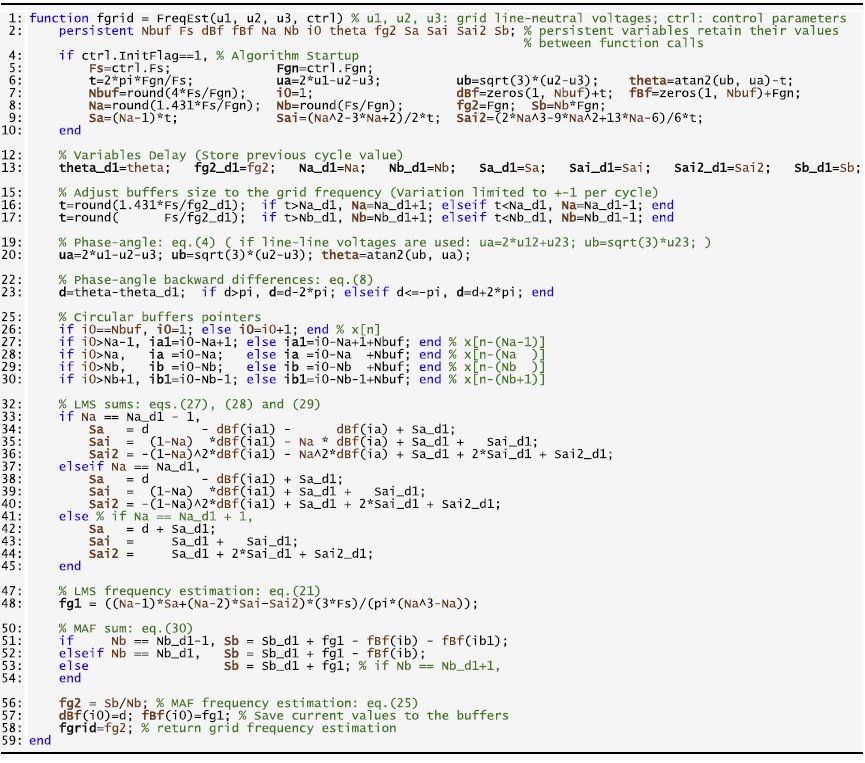 1: function fgrid = FreqEst(u1, u2, u3, ctrl) % u1, u2, u3: grid line-neutral voltages; ctrl: control parameters
2: persistent Nbuf Fs dBf fBf Na Nb i0 theta fg2 Sa Sai Sai2 Sb; % persistent variables retain their values
% between function calls
4: if ctrl.InitFlag==1, % Algorithm Startup
5: Fs=ctrl.Fs; Fgn=ctrl.Fgn;
6: t=2*pi*Fgn/Fs; ua=2*u1-u2-u3; ub=sqrt(3)*(u2-u3); theta=atan2(ub, ua)-t;
7: Nbuf=round(4*Fs/Fgn); i0=1; dBf=zeros(1, Nbuf)+t; fBf=zeros(1, Nbuf)+Fgn;
8: Na=round(1.431*Fs/Fgn); Nb=round(Fs/Fgn); fg2=Fgn; Sb=Nb*Fgn;
9: Sa=(Na-1)*t; Sai=(Na^2-3*Na+2)/2*t; Sai2=(2*Na^3-9*Na^2+13*Na-6)/6*t;
10: end
12: % Variables Delay (Store previous cycle value)
13: theta_d1=theta; fg2_d1=fg2; Na_d1=Na; Nb_d1=Nb; Sa_d1=Sa; Sai_d1=Sai; Sai2_d1=Sai2; Sb_d1=Sb;
15: % Adjust buffers size to the grid frequency (Variation limited to +-1 per cycle)
16: t=round(1.431*Fs/fg2_d1); if t>Na_d1, Na=Na_d1+1; elseif t<Na_d1, Na=Na_d1-1; end
17: t=round( Fs/fg2_d1); if t>Nb_d1, Nb=Nb_d1+1; elseif t<Nb_d1, Nb=Nb_d1-1; end
19: % Phase-angle: eq.(4) ( if line-line voltages are used: ua=2*u12+u23; ub=sqrt(3)*u23; )
20: ua=2*u1-u2-u3; ub=sqrt(3)*(u2-u3); theta=atan2(ub, ua);
22: % Phase-angle backward differences: eq.(8)
23: d=theta-theta_d1; if d>pi, d=d-2*pi; elseif d<=-pi, d=d+2*pi; end
25: % Circular buffers pointers
26: if i0==Nbuf, i0=1; else i0=i0+1; end % x[n]
27: if i0>Na-1, ia1=i0-Na+1; else ia1=i0-Na+1+Nbuf; end % x[n-(Na-1)]
28: if i0>Na, ia =i0-Na; else ia =i0-Na +Nbuf; end % x[n-(Na )]
29: if i0>Nb, ib =i0-Nb; else ib =i0-Nb +Nbuf; end % x[n-(Nb )]
30: if i0>Nb+1, ib1=i0-Nb-1; else ib1=i0-Nb-1+Nbuf; end % x[n-(Nb+1)]
32: % LMS sums: eqs.(27), (28) and (29)
33: if Na == Na_d1 - 1,
34: Sa = d - dBf(ia1) - dBf(ia) + Sa_d1;
35: Sai = (1-Na) *dBf(ia1) - Na * dBf(ia) + Sa_d1 + Sai_d1;
36: Sai2 = -(1-Na)^2*dBf(ia1) - Na^2*dBf(ia) + Sa_d1 + 2*Sai_d1 + Sai2_d1;
37: elseif Na == Na_d1,
38: Sa = d - dBf(ia1) + Sa_d1;
39: Sai = (1-Na) *dBf(ia1) + Sa_d1 + Sai_d1;
40: Sai2 = -(1-Na)^2*dBf(ia1) + Sa_d1 + 2*Sai_d1 + Sai2_d1;
41: else % if Na == Na_d1 + 1,
42: Sa = d + Sa_d1;
43: Sai = Sa_d1 + Sai_d1;
44: Sai2 = Sa_d1 + 2*Sai_d1 + Sai2_d1;
45: end
47: % LMS frequency estimation: eq.(21)
48: fg1 = ((Na-1)*Sa+(Na-2)*Sai-Sai2)*(3*Fs)/(pi*(Na^3-Na));
50: % MAF sum: eq.(30)
51: if Nb == Nb_d1-1, Sb = Sb_d1 + fg1 - fBf(ib) - fBf(ib1);
52: elseif Nb == Nb_d1, Sb = Sb_d1 + fg1 - fBf(ib);
53: else Sb = Sb_d1 + fg1; % if Nb == Nb_d1+1,
54: end
56: fg2 = Sb/Nb; % MAF frequency estimation: eq.(25)
57: dBf(i0)=d; fBf(i0)=fg1; % Save current values to the buffers
58: fgrid=fg2; % return grid frequency estimation
59: end